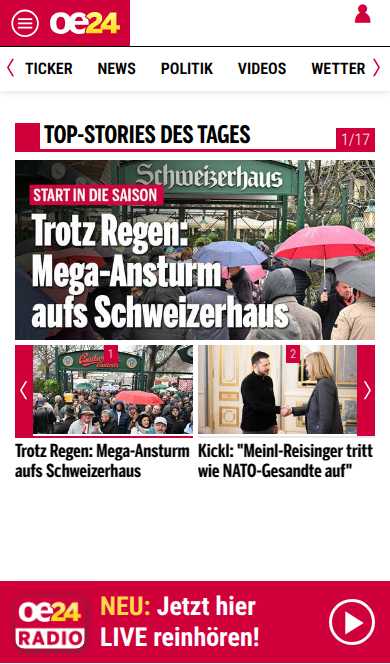 oe24
TICKER NEWS POLITIK VIDEOS WETTER
TOP-STORIES DES TAGES
1/17
Schweizerhaus
START IN DIE SAISON
Trotz Regen:
Mega-Ansturm
aufs Schweizerhaus
1
2
Trotz Regen: Mega-Ansturm
aufs Schweizerhaus
Kickl: "Meinl-Reisinger tritt
wie NATO-Gesandte auf"
oe24
RADIO
NEU: Jetzt hier
LIVE reinhören!